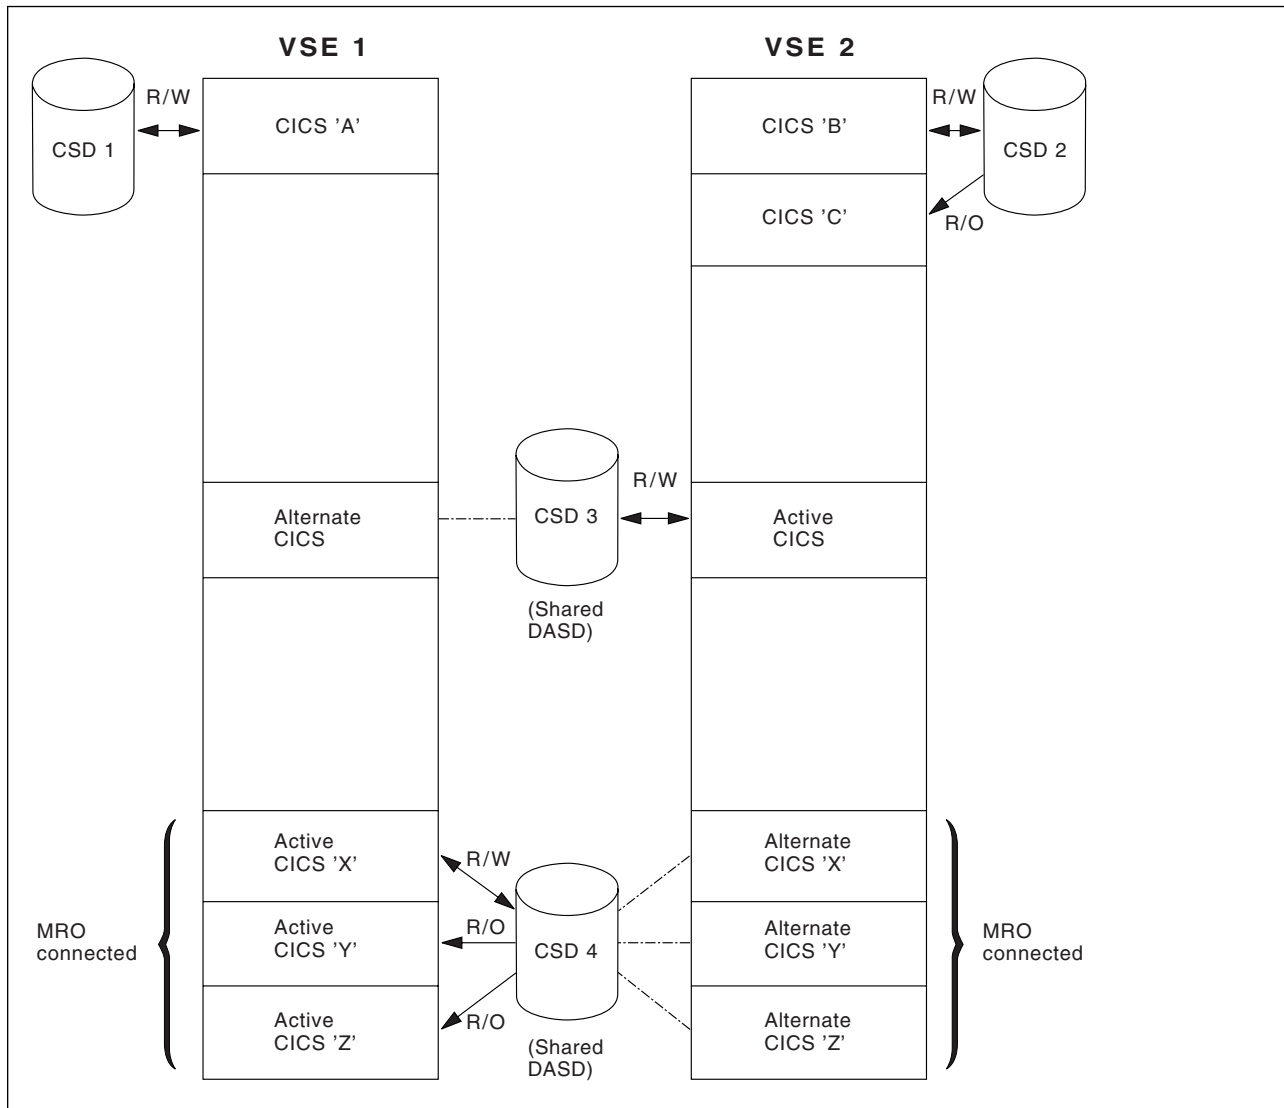 VSE 1
VSE 2
R/W
R/W
CSD 1
CICS 'A'
CICS 'B'
CSD 2
CICS 'C'
R/O
R/W
Alternate
CICS
CSD 3
Active
CICS
(Shared
DASD)
Active
CICS 'X'
R/W
Alternate
CICS 'X'
MRO
connected
Active
CICS 'Y'
R/O
CSD 4
Alternate
CICS 'Y'
MRO
connected
Active
CICS 'Z'
R/O
Alternate
CICS 'Z'
(Shared
DASD)